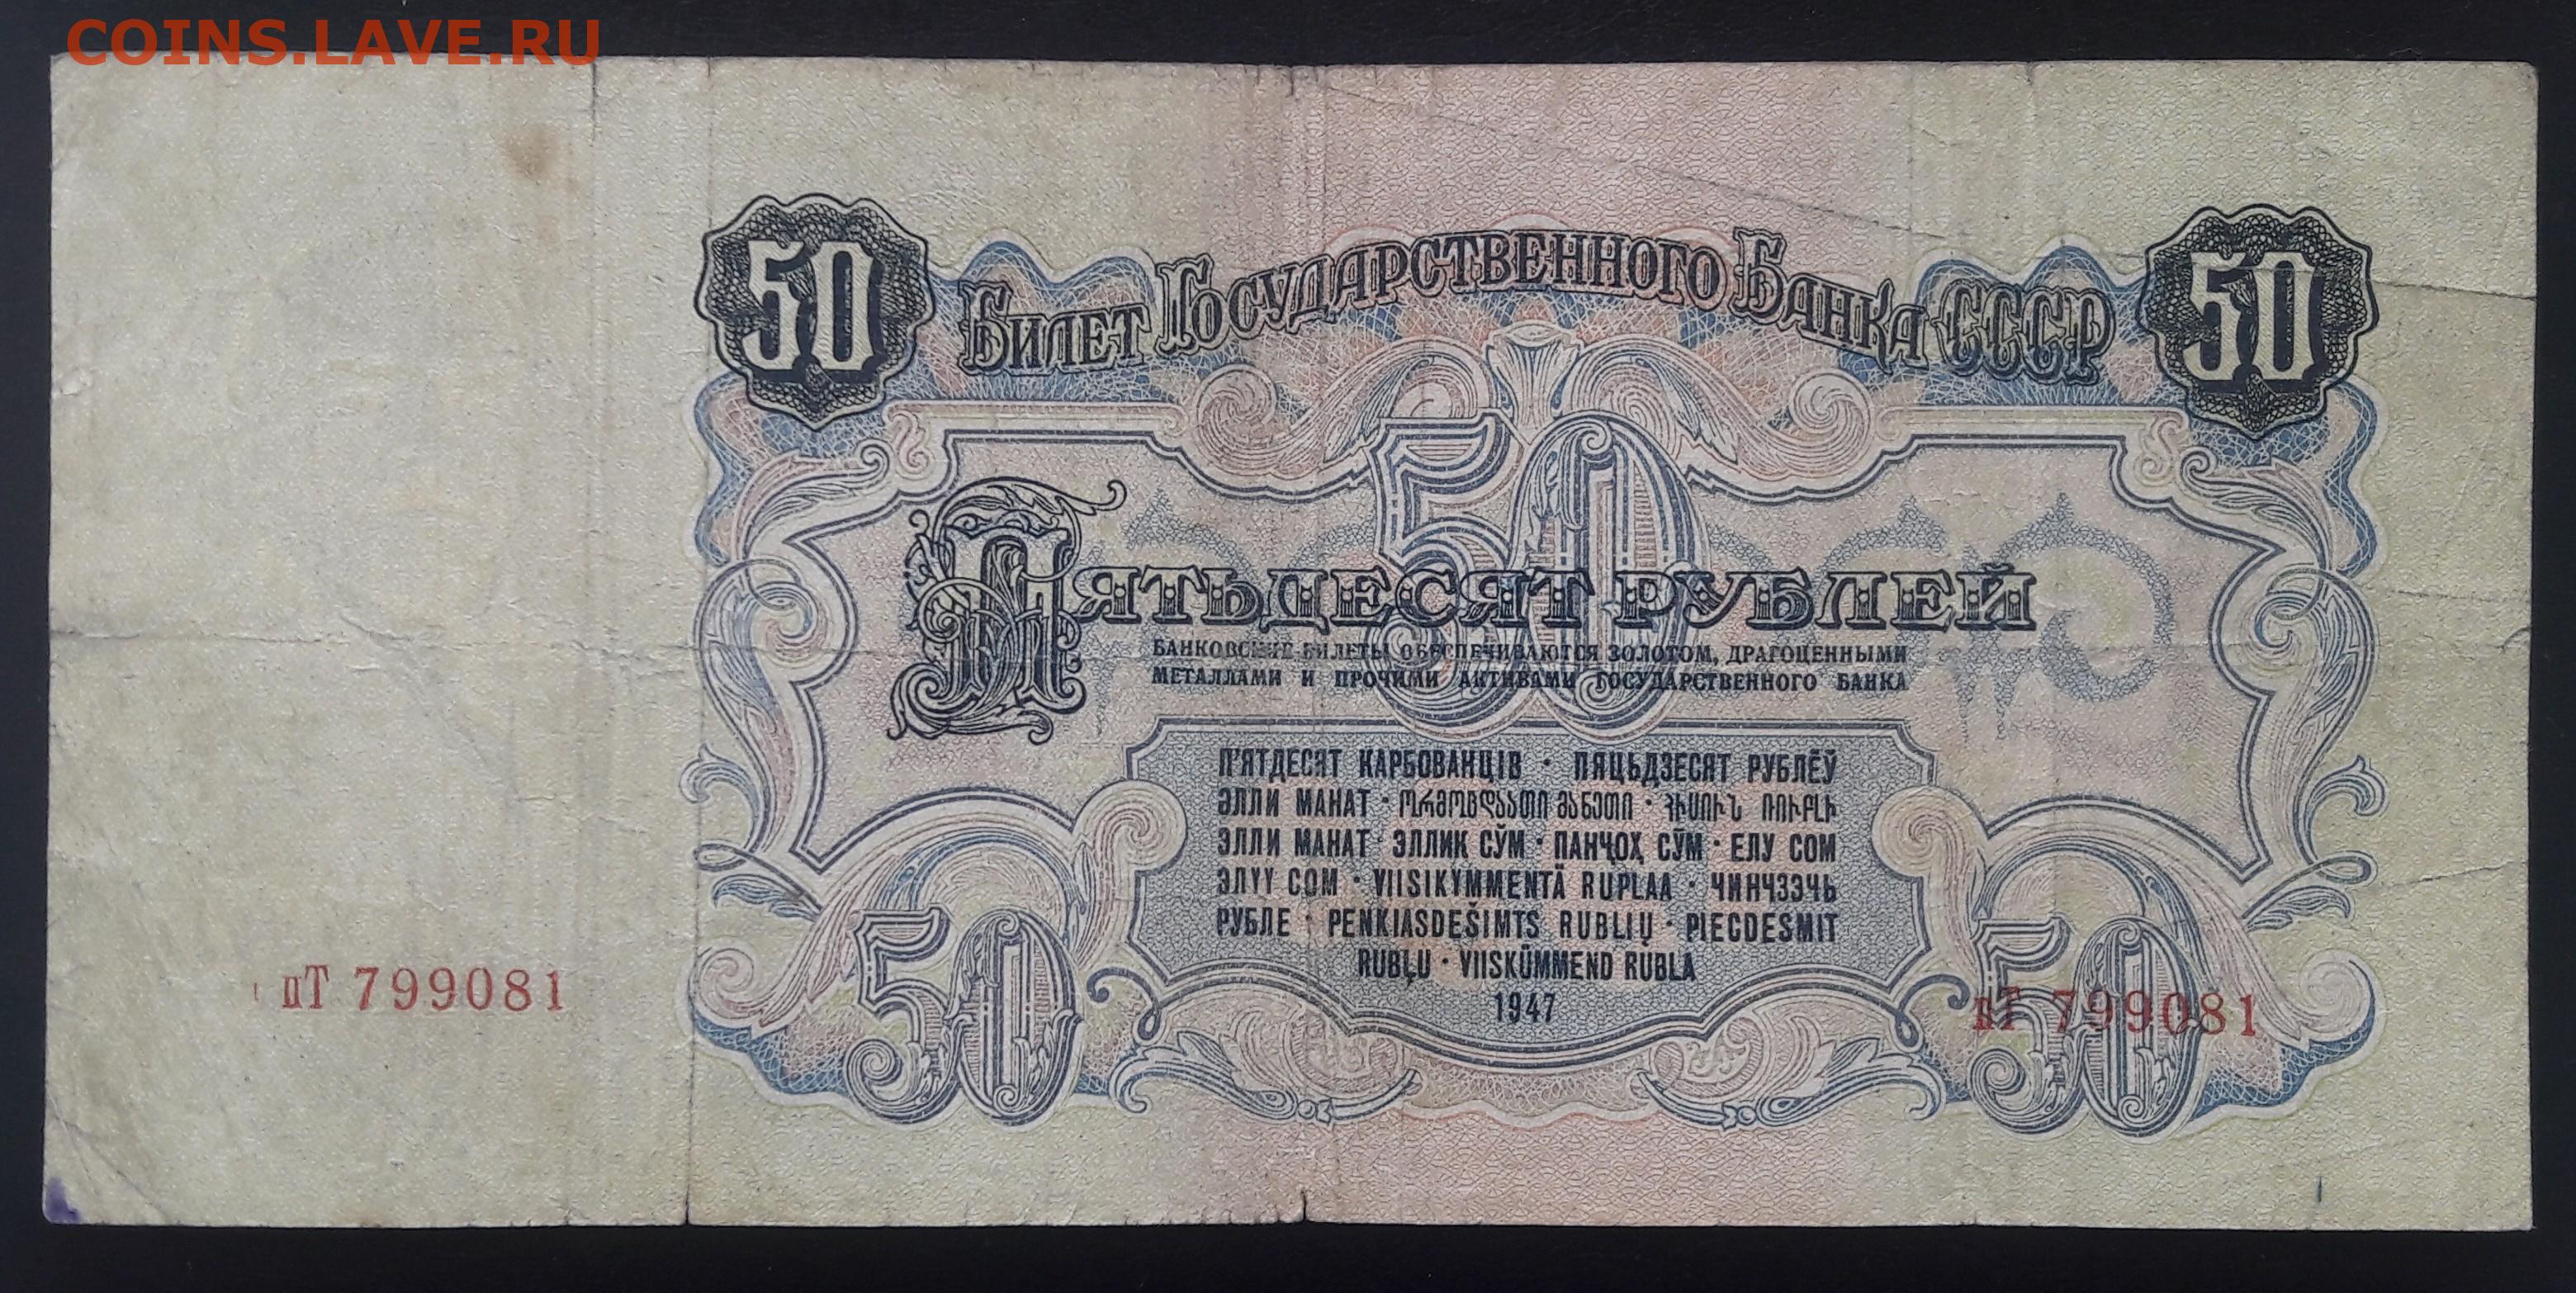 COINS.LAVE.RU
50
БИЛЕТ ГОСУДАРСТВЕННОГО БАНКА СССР
50
50
ПЯТЬДЕСЯТ РУБЛЕЙ
БАНКОВСКИЕ БИЛЕТЫ ОБЕСПЕЧИВАЮТСЯ ЗОЛОТОМ, ДРАГОЦЕННЫМИ
МЕТАЛЛАМИ И ПРОЧИМИ АКТИВАМИ ГОСУДАРСТВЕННОГО БАНКА
П'ЯТДЕСЯТ КАРБОВАНЦІВ · ПЯЦЬДЗЕСЯТ РУБЛЁЎ
ЭЛЛИ МАНАТ · ორმოცდაათი მანეთი · ՀԻՍՈՒՆ ՌՈՒԲԼԻ
ЭЛЛИ МАНАТ · ЭЛЛИК СЎМ · ПАНҶОҲ СӮМ · ЕЛУ СОМ
ЭЛҮҮ СОМ · VIISIKYMMENTÄ RUPLAA · ЧИНЧЗЭЧЬ
РУБЛЕ · PENKIASDEŠIMTS RUBLIŲ · PIECDESMIT
RUBĻU · VIISKÜMMEND RUBLA
1947
50
50
пТ 799081
пТ 799081